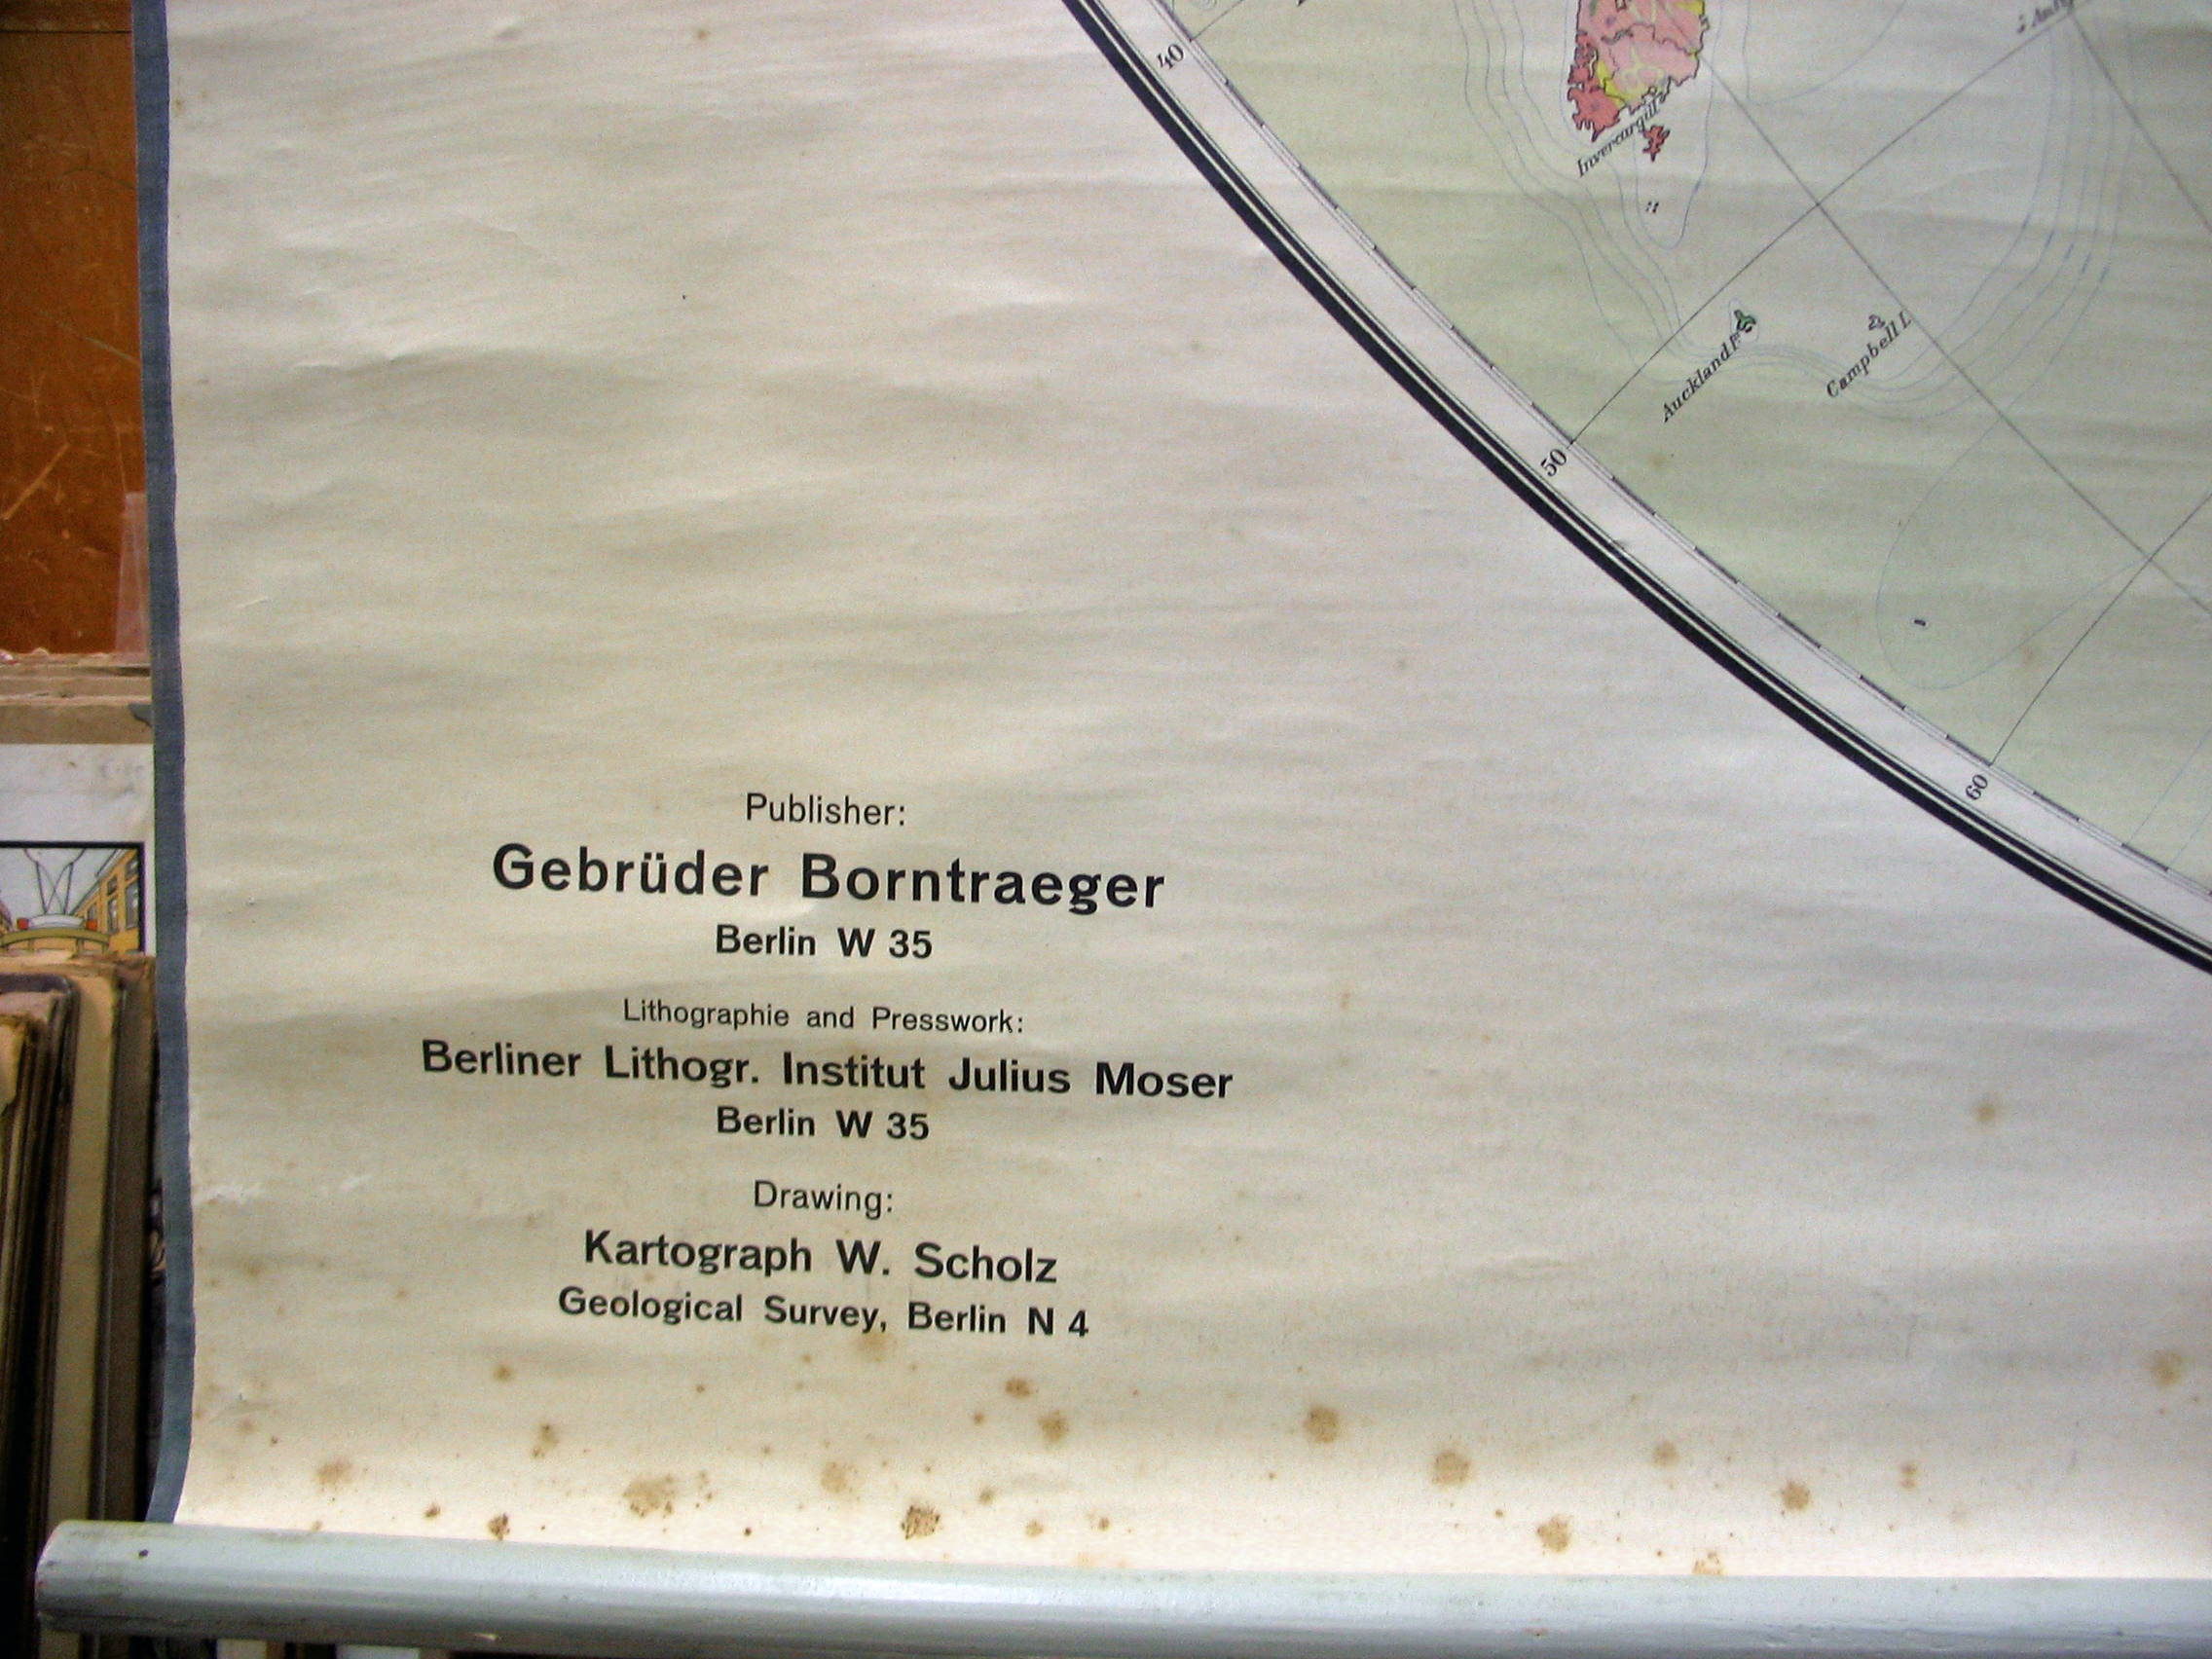 40
Invercargill
Auckland I.
Campbell I.
50
60
Publisher:
Gebrüder Borntraeger
Berlin W 35
Lithographie and Presswork:
Berliner Lithogr. Institut Julius Moser
Berlin W 35
Drawing:
Kartograph W. Scholz
Geological Survey, Berlin N 4